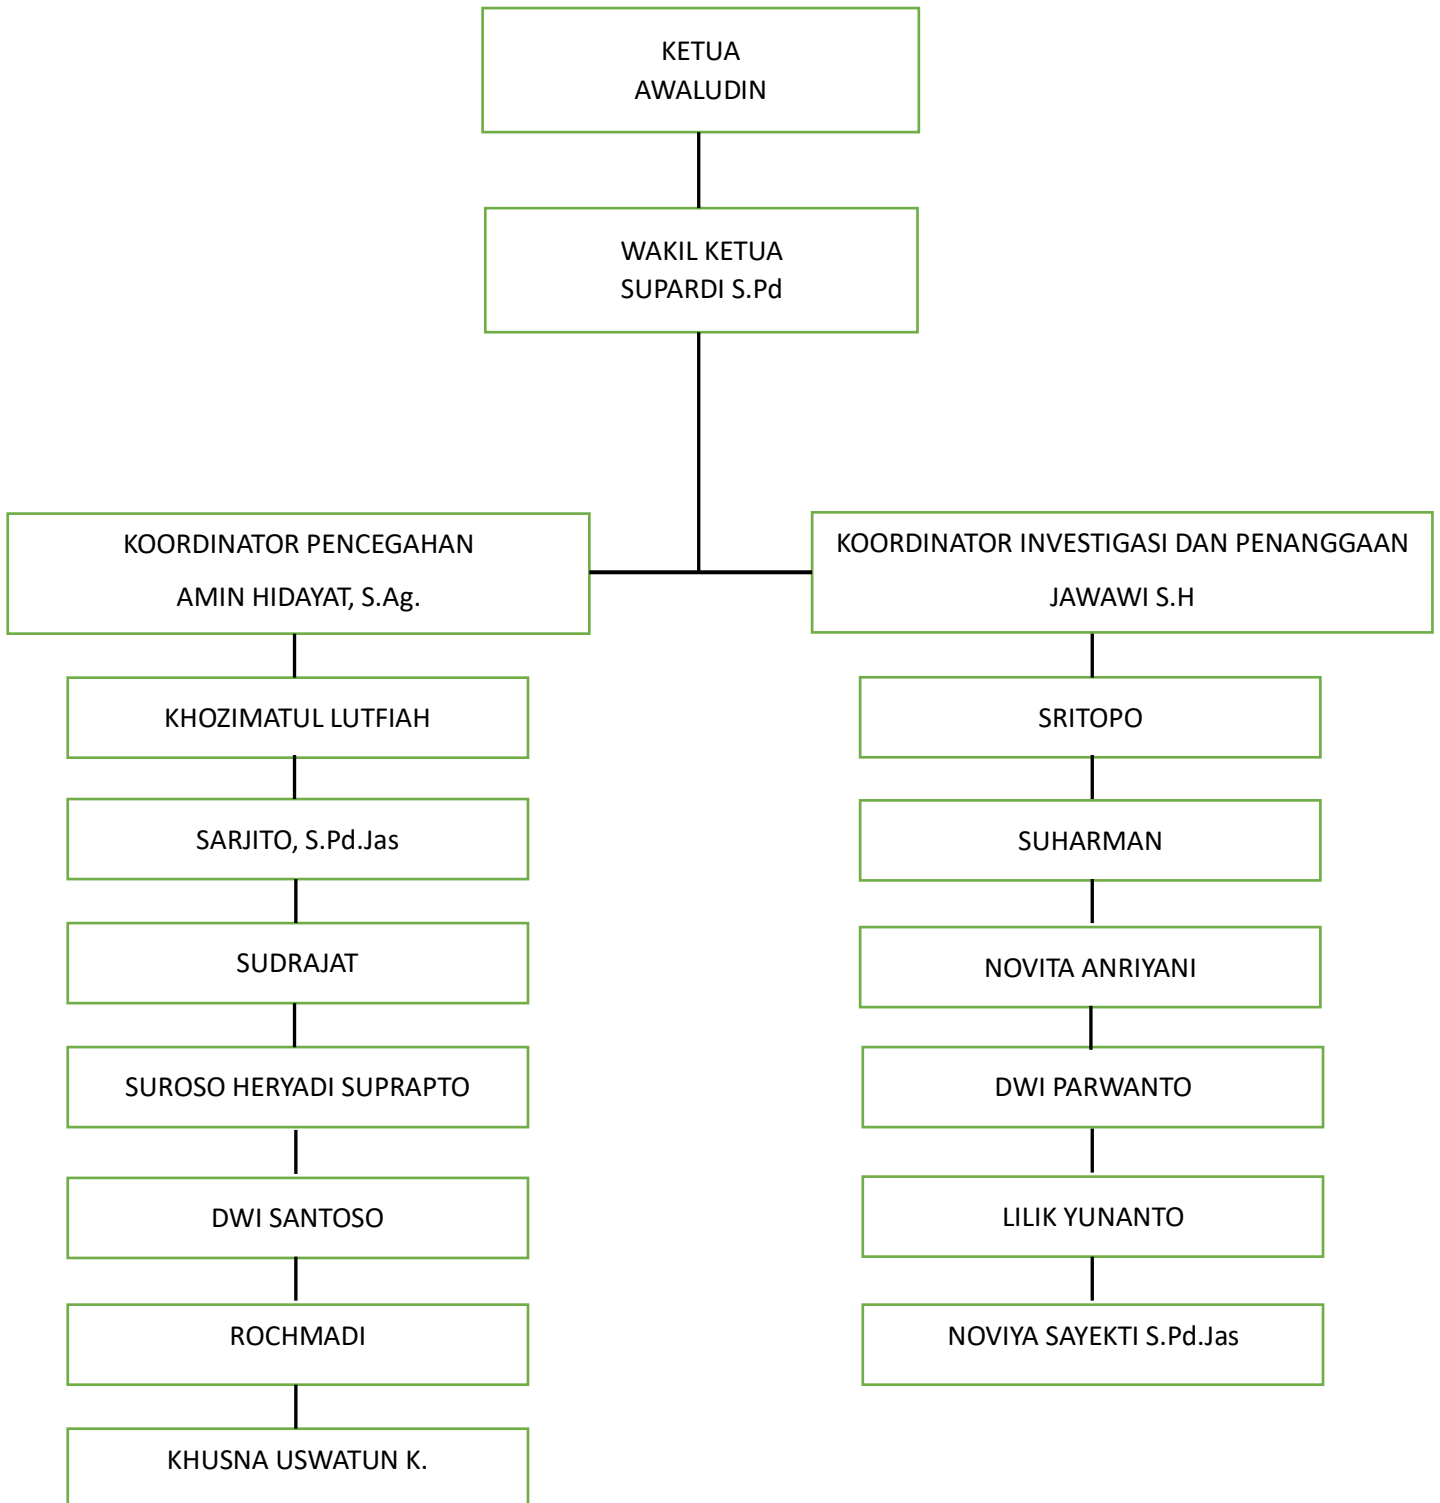 KETUA
AWALUDIN
WAKIL KETUA
SUPARDI S.Pd
KOORDINATOR PENCEGAHAN
AMIN HIDAYAT, S.Ag.
KOORDINATOR INVESTIGASI DAN PENANGGAAN
JAWAWI S.H
KHOZIMATUL LUTFIAH
SARJITO, S.Pd.Jas
SUDRAJAT
SUROSO HERYADI SUPRAPTO
DWI SANTOSO
ROCHMADI
KHUSNA USWATUN K.
SRITOPO
SUHARMAN
NOVITA ANRIYANI
DWI PARWANTO
LILIK YUNANTO
NOVIYA SAYEKTI S.Pd.Jas